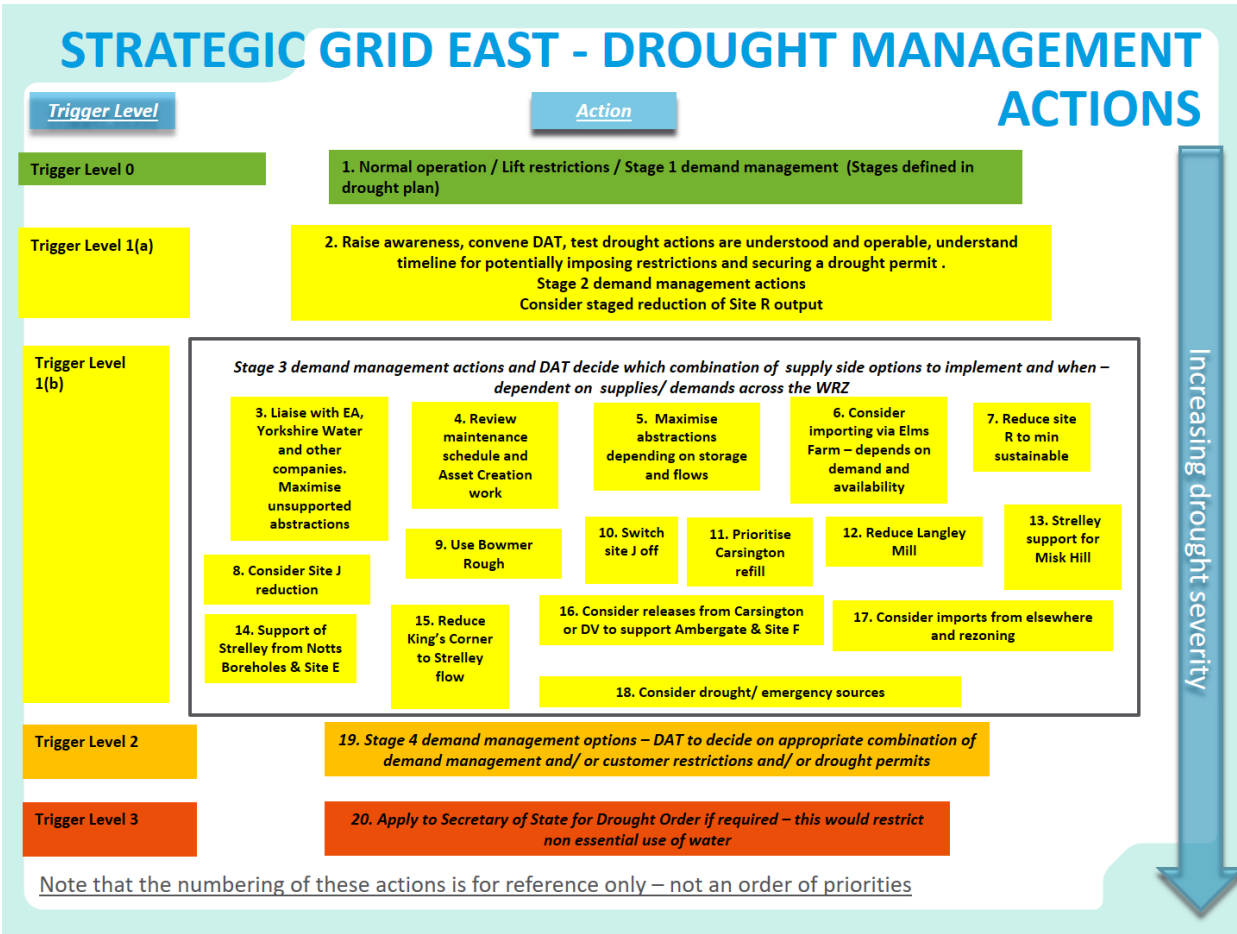 STRATEGIC GRID EAST - DROUGHT MANAGEMENT
ACTIONS
Trigger Level
Action
Trigger Level 0
1. Normal operation / Lift restrictions / Stage 1 demand management (Stages defined in
drought plan)
Trigger Level 1(a)
2. Raise awareness, convene DAT, test drought actions are understood and operable, understand
timeline for potentially imposing restrictions and securing a drought permit .
Stage 2 demand management actions
Consider staged reduction of Site R output
Trigger Level
1(b)
Stage 3 demand management actions and DAT decide which combination of supply side options to implement and when –
dependent on supplies/ demands across the WRZ
3. Liaise with EA,
Yorkshire Water
and other
companies.
Maximise
unsupported
abstractions
4. Review
maintenance
schedule and
Asset Creation
work
5. Maximise
abstractions
depending on storage
and flows
6. Consider
importing via Elms
Farm – depends on
demand and
availability
7. Reduce site
R to min
sustainable
8. Consider Site J
reduction
9. Use Bowmer
Rough
10. Switch
site J off
11. Prioritise
Carsington
refill
12. Reduce Langley
Mill
13. Strelley
support for
Misk Hill
14. Support of
Strelley from Notts
Boreholes & Site E
15. Reduce
King's Corner
to Strelley
flow
16. Consider releases from Carsington
or DV to support Ambergate & Site F
17. Consider imports from elsewhere
and rezoning
18. Consider drought/ emergency sources
Trigger Level 2
19. Stage 4 demand management options – DAT to decide on appropriate combination of
demand management and/ or customer restrictions and/ or drought permits
Trigger Level 3
20. Apply to Secretary of State for Drought Order if required – this would restrict
non essential use of water
Increasing drought severity
Note that the numbering of these actions is for reference only – not an order of priorities